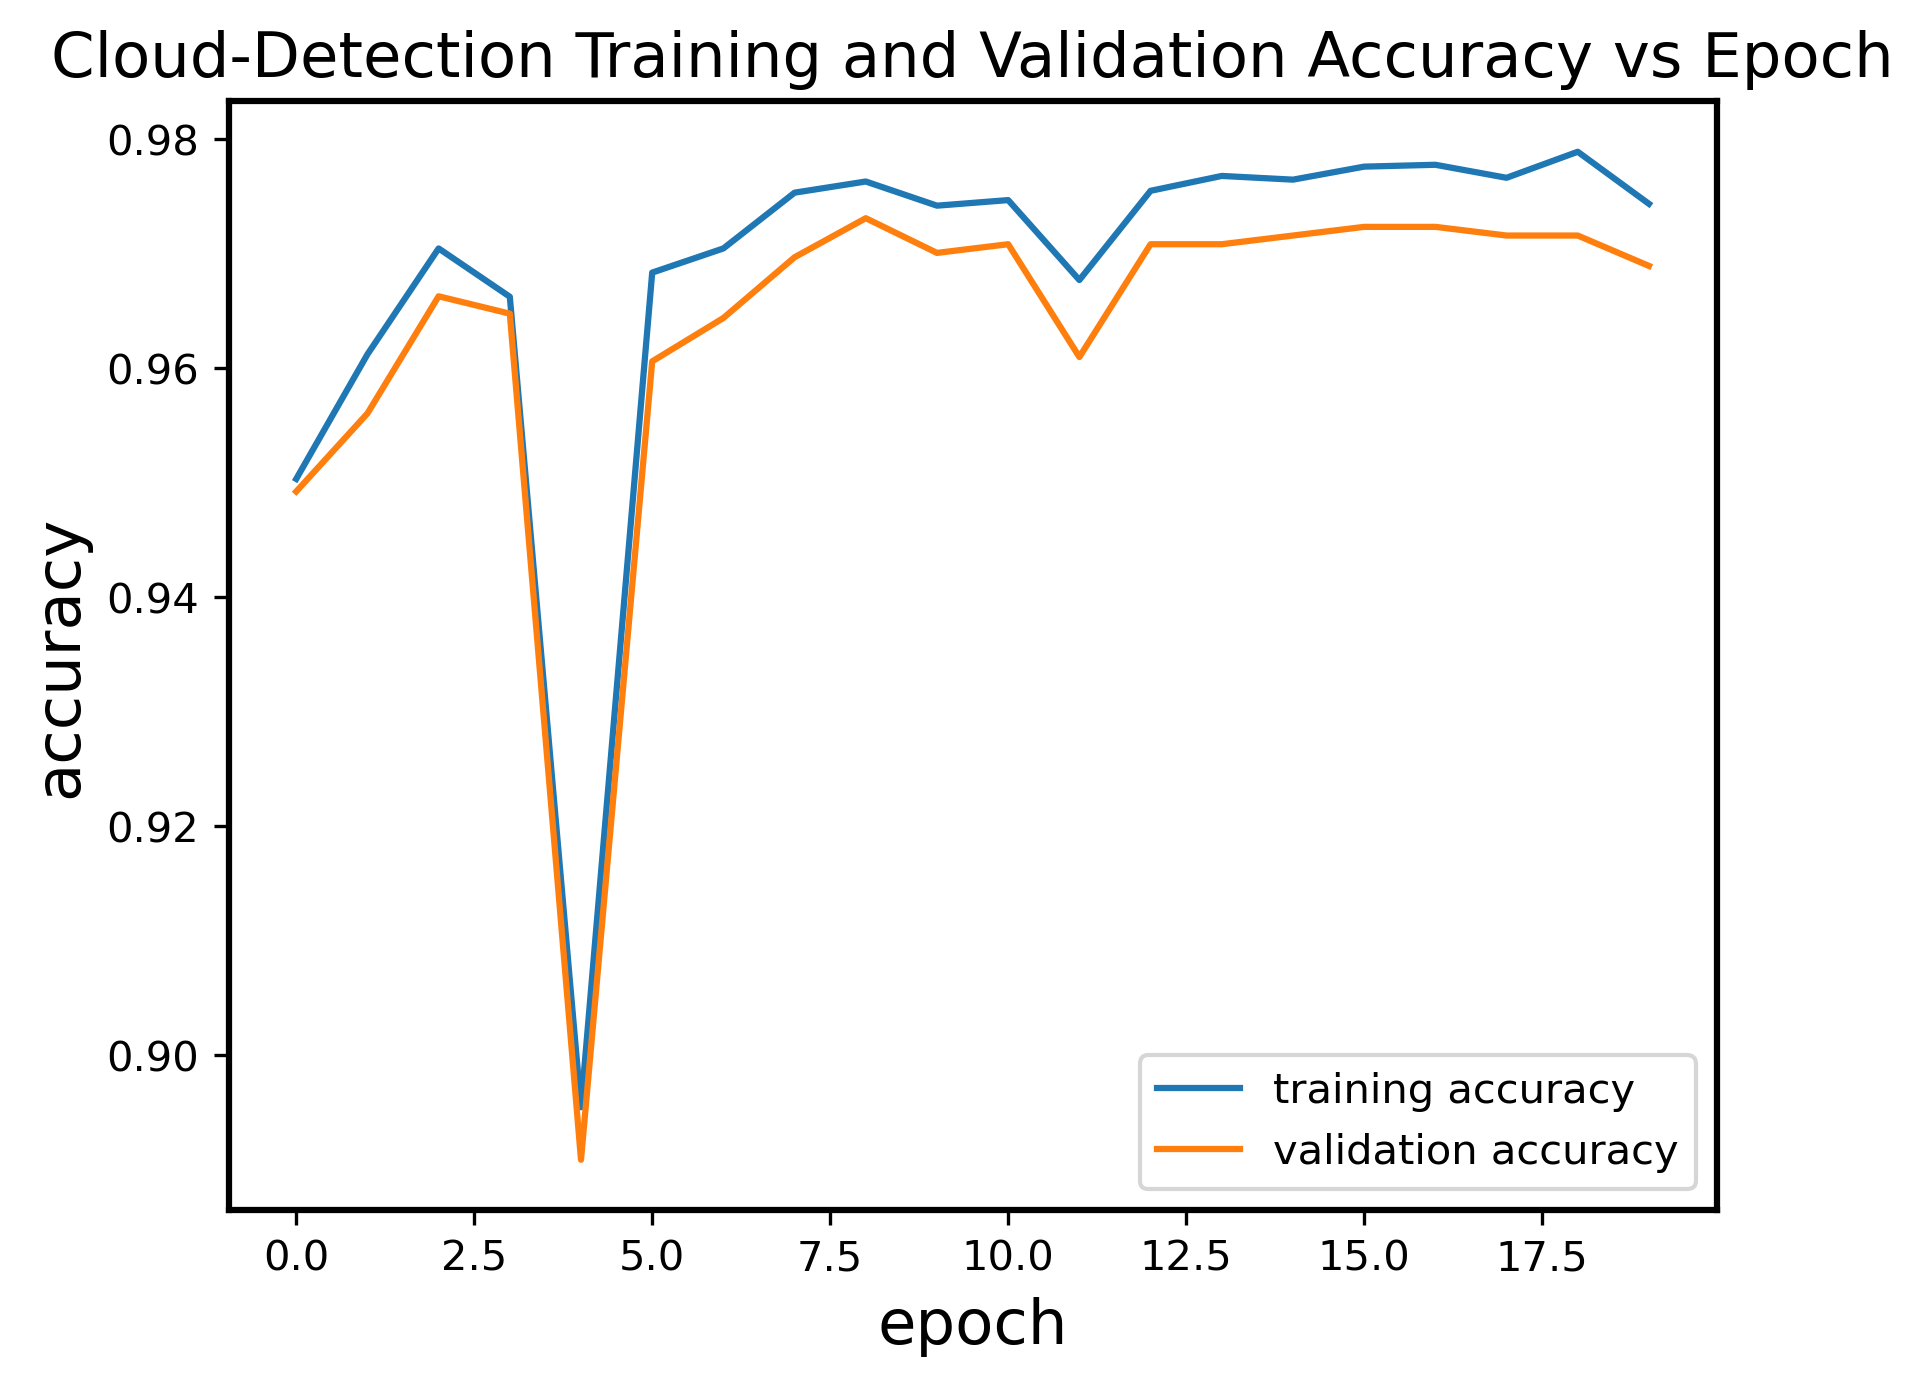 Cloud-Detection Training and Validation Accuracy vs Epoch
0.98
0.96
0.94
0.92
0.90
accuracy
training accuracy
validation accuracy
0.0 2.5 5.0 7.5 10.0 12.5 15.0 17.5
epoch